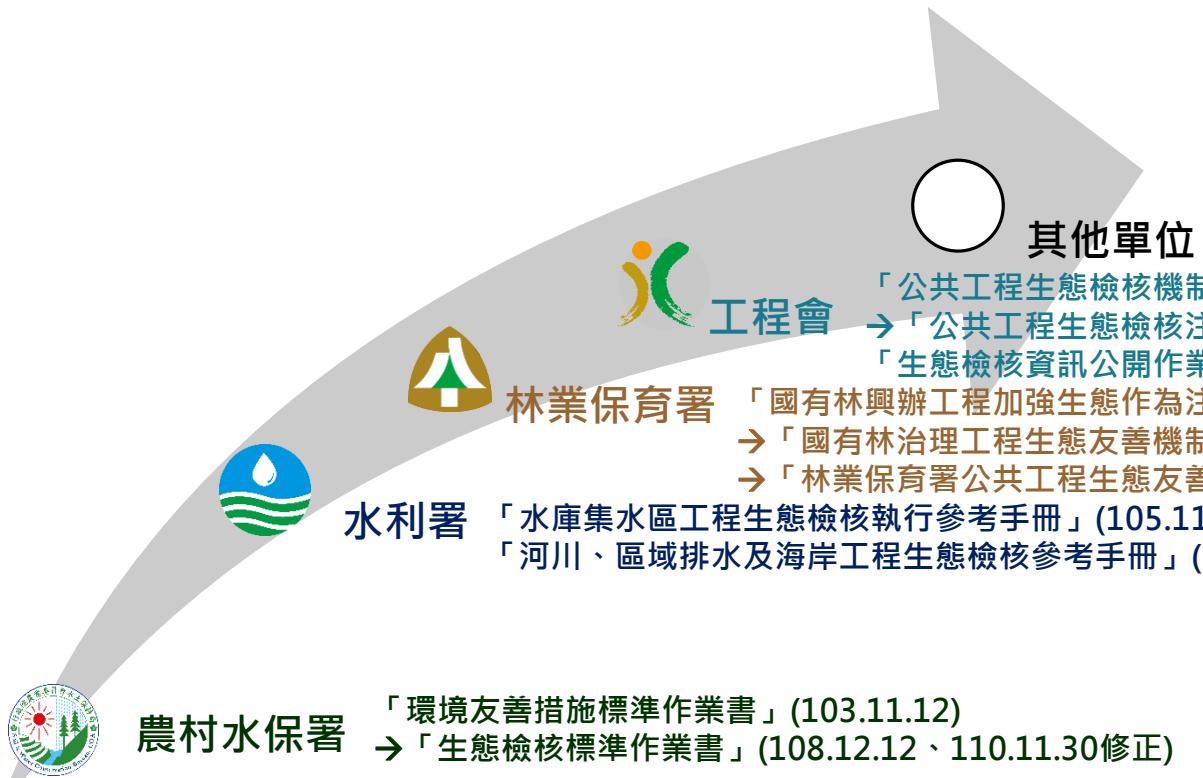 其他單位
「公共工程生態檢核機制
工程會
→「公共工程生態檢核注
「生態檢核資訊公開作業
林業保育署
「國有林興辦工程加強生態作為注
→「國有林治理工程生態友善機制
→「林業保育署公共工程生態友善
水利署
「水庫集水區工程生態檢核執行參考手冊」(105.11
「河川、區域排水及海岸工程生態檢核參考手冊」(
農村水保署
「環境友善措施標準作業書」(103.11.12)
→「生態檢核標準作業書」(108.12.12、110.11.30修正)